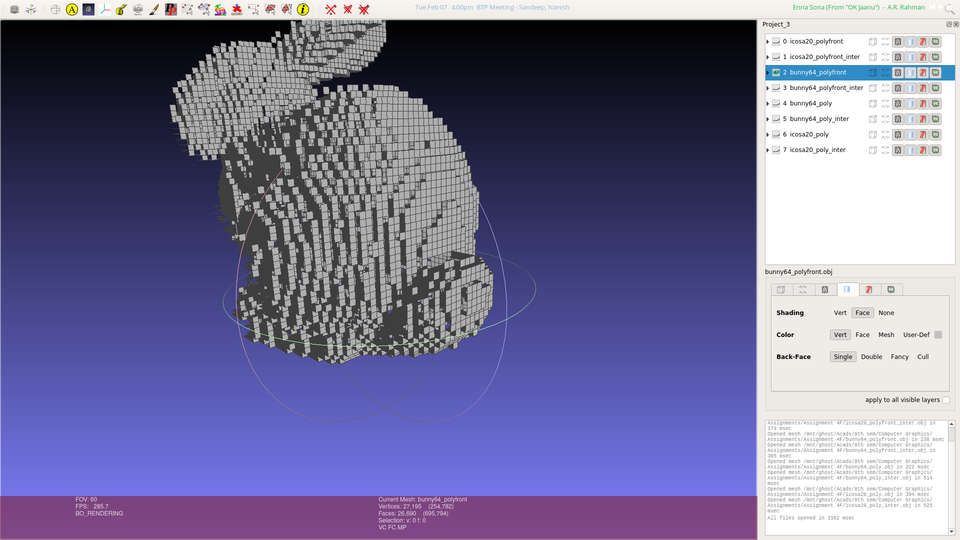 Tue Feb 07  4:00pm  BTP Meeting - Sandeep, Naresh
Enna Sona (From "OK Jaanu")  -  A.R. Rahman
Project_3
0  icosa20_polyfront
1  icosa20_polyfront_inter
2  bunny64_polyfront
3  bunny64_polyfront_inter
4  bunny64_poly
5  bunny64_poly_inter
6  icosa20_poly
7  icosa20_poly_inter
bunny64_polyfront.obj
Shading Vert Face None
Color Vert Face Mesh User-Def
Back-Face Single Double Fancy Cull
apply to all visible layers
Assignments/Assignment 4F/icosa20_polyfront_inter.obj in
373 msec
Opened mesh /mnt/ghost/Acads/8th sem/Computer Graphics/
Assignments/Assignment 4F/bunny64_polyfront.obj in 238 msec
Opened mesh /mnt/ghost/Acads/8th sem/Computer Graphics/
Assignments/Assignment 4F/bunny64_polyfront_inter.obj in
305 msec
Opened mesh /mnt/ghost/Acads/8th sem/Computer Graphics/
Assignments/Assignment 4F/bunny64_poly.obj in 322 msec
Opened mesh /mnt/ghost/Acads/8th sem/Computer Graphics/
Assignments/Assignment 4F/bunny64_poly_inter.obj in 514
msec
Opened mesh /mnt/ghost/Acads/8th sem/Computer Graphics/
Assignments/Assignment 4F/icosa20_poly.obj in 394 msec
Opened mesh /mnt/ghost/Acads/8th sem/Computer Graphics/
Assignments/Assignment 4F/icosa20_poly_inter.obj in 525
msec
All files opened in 3182 msec
FOV: 60
FPS:   285.7
BO_RENDERING
Current Mesh: bunny64_polyfront
Vertices: 27,195    (254,782)
Faces: 26,690   (695,794)
Selection: v: 0 f: 0
VC FC MP